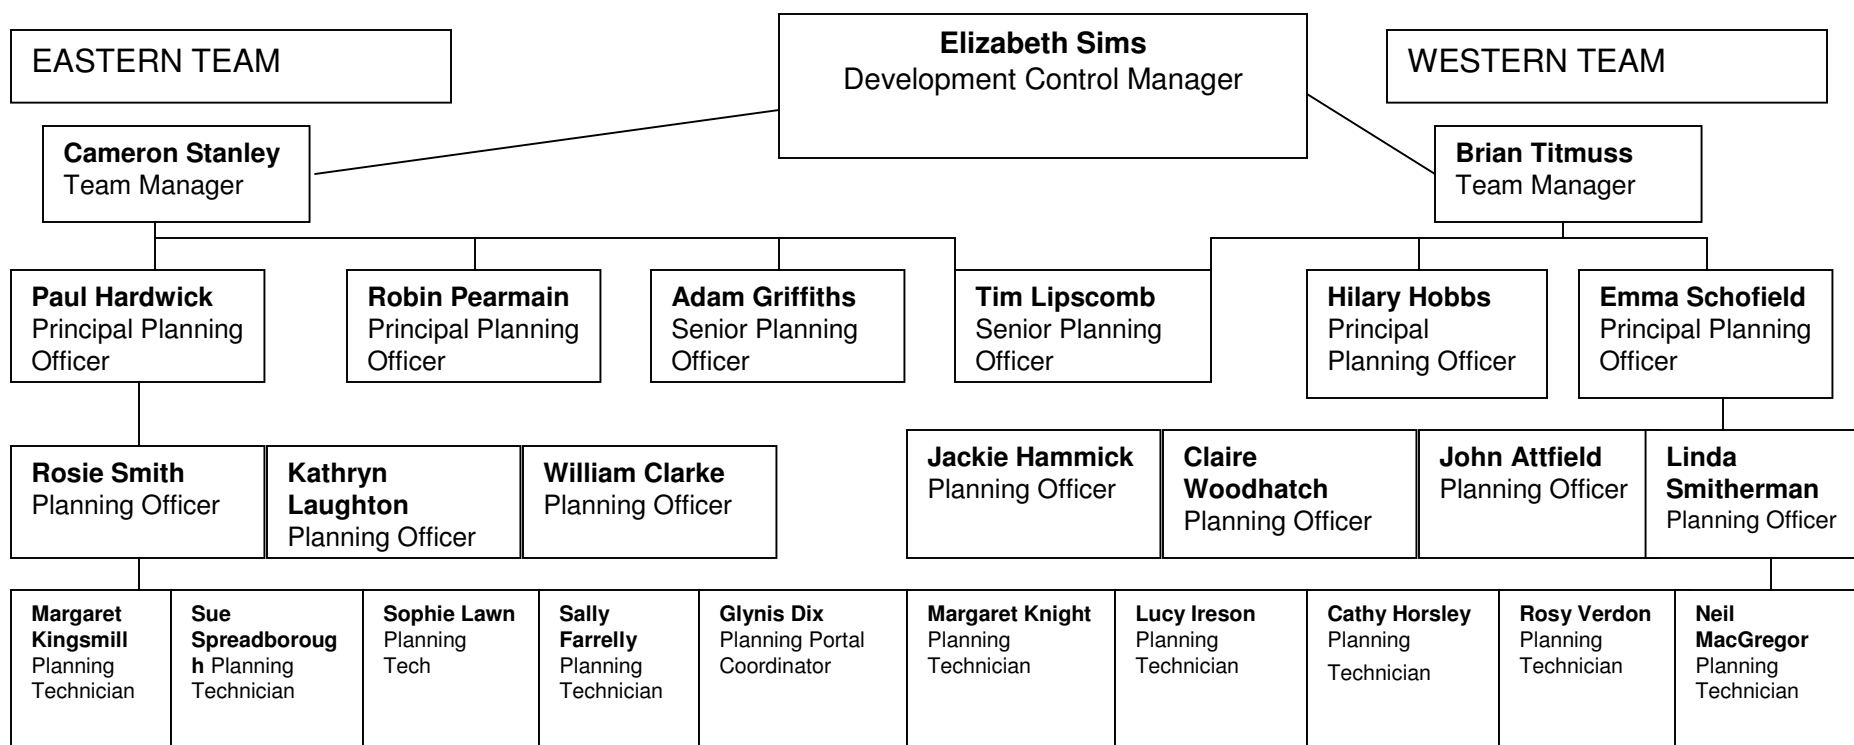 EASTERN TEAM
Elizabeth Sims
Development Control Manager
WESTERN TEAM
Cameron Stanley
Team Manager
Brian Titmuss
Team Manager
Paul Hardwick
Principal Planning
Officer
Robin Pearmain
Principal Planning
Officer
Adam Griffiths
Senior Planning
Officer
Tim Lipscomb
Senior Planning
Officer
Hilary Hobbs
Principal
Planning Officer
Emma Schofield
Principal Planning
Officer
Rosie Smith
Planning Officer
Kathryn
Laughton
Planning Officer
William Clarke
Planning Officer
Jackie Hammick
Planning Officer
Claire
Woodhatch
Planning Officer
John Attfield
Planning Officer
Linda
Smitherman
Planning Officer
Margaret
Kingsmill
Planning
Technician
Sue
Spreadboroug
h Planning
Technician
Sophie Lawn
Planning
Tech
Sally
Farrelly
Planning
Technician
Glynis Dix
Planning Portal
Coordinator
Margaret Knight
Planning
Technician
Lucy Ireson
Planning
Technician
Cathy Horsley
Planning
Technician
Rosy Verdon
Planning
Technician
Neil
MacGregor
Planning
Technician